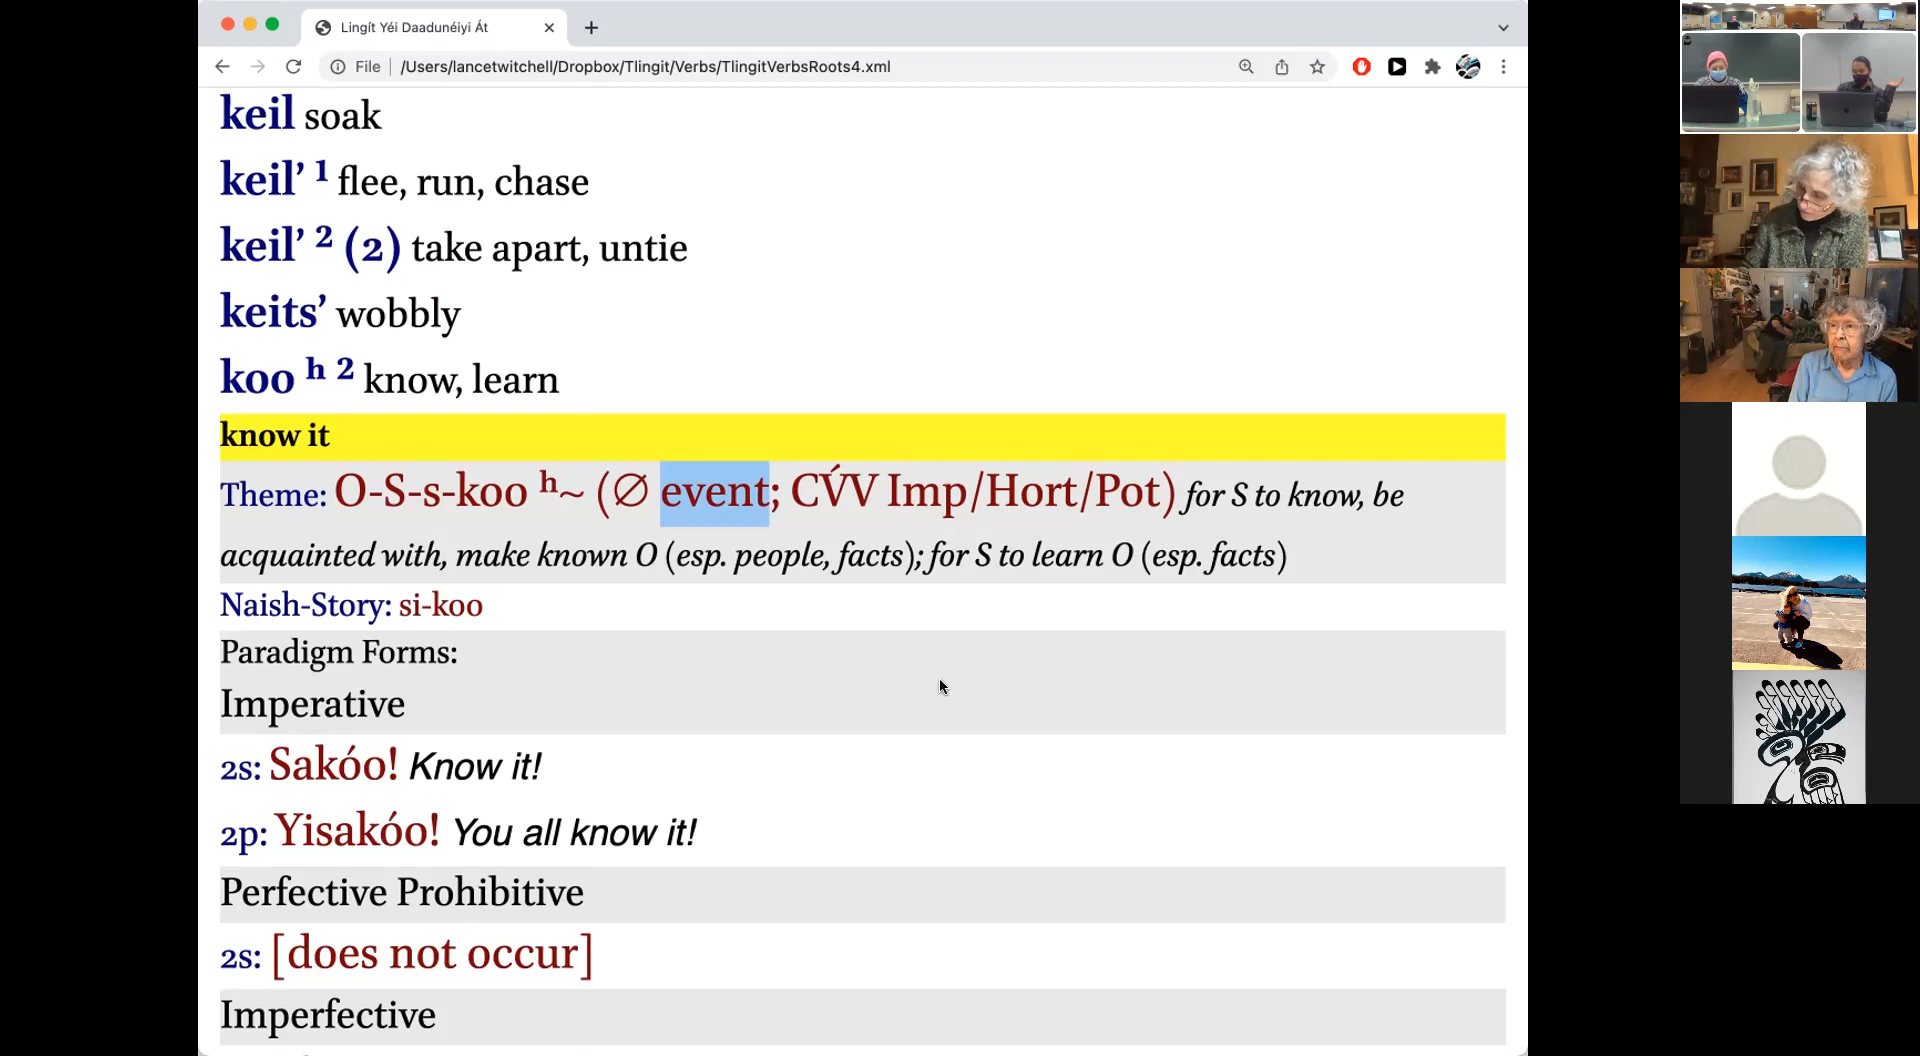 Lingít Yéi Daadunéiyi Át
File
/Users/lancetwitchell/Dropbox/Tlingit/Verbs/TlingitVerbsRoots4.xml
keil soak
keil’ 1 flee, run, chase
keil’ 2 (2) take apart, untie
keits’ wobbly
koo h 2 know, learn
know it
Theme: O-S-s-koo ʰ~ (∅ event; CV́V Imp/Hort/Pot) for S to know, be
acquainted with, make known O (esp. people, facts); for S to learn O (esp. facts)
Naish-Story: si-koo
Paradigm Forms:
Imperative
2s: Sakóo! Know it!
2p: Yisakóo! You all know it!
Perfective Prohibitive
2s: [does not occur]
Imperfective